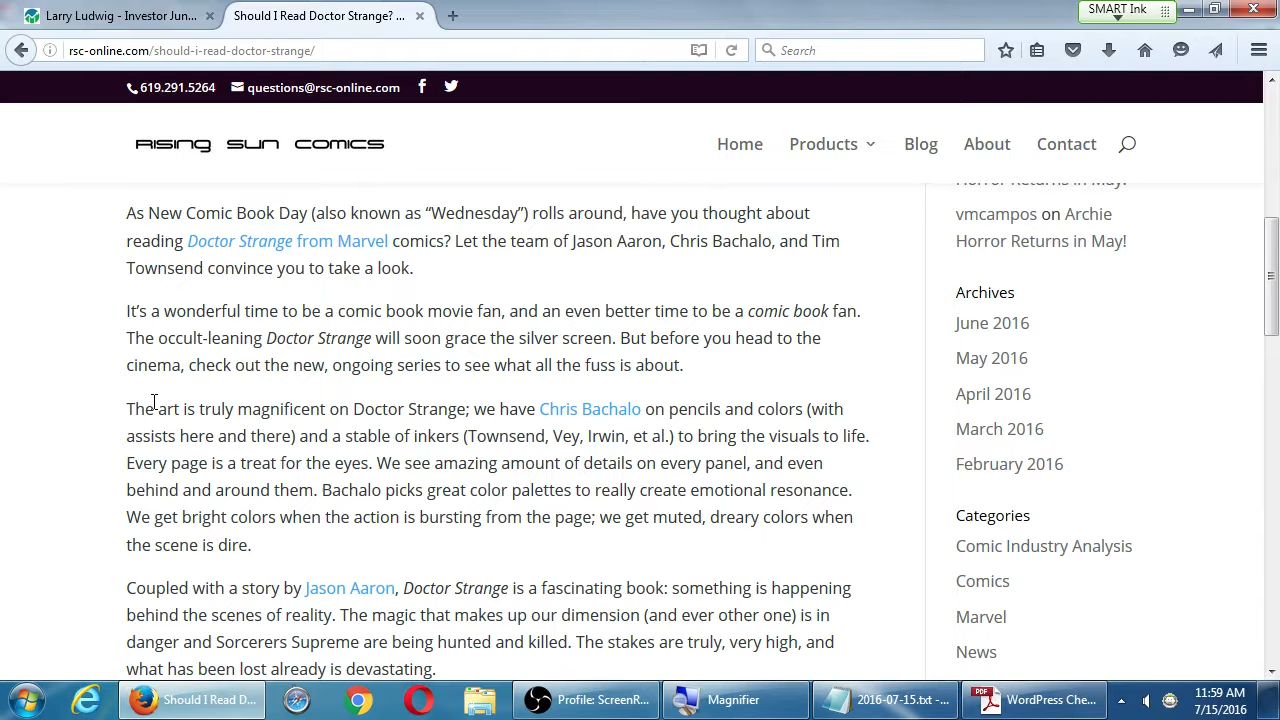 Larry Ludwig - Investor Jun... ×
Should I Read Doctor Strange? ... ×
+
SMART Ink
rsc-online.com/should-i-read-doctor-strange/
Search
619.291.5264
questions@rsc-online.com
RISING SUN COMICS
Home
Products
Blog
About
Contact
As New Comic Book Day (also known as “Wednesday”) rolls around, have you thought about
reading Doctor Strange from Marvel comics? Let the team of Jason Aaron, Chris Bachalo, and Tim
Townsend convince you to take a look.
It’s a wonderful time to be a comic book movie fan, and an even better time to be a comic book fan.
The occult-leaning Doctor Strange will soon grace the silver screen. But before you head to the
cinema, check out the new, ongoing series to see what all the fuss is about.
The art is truly magnificent on Doctor Strange; we have Chris Bachalo on pencils and colors (with
assists here and there) and a stable of inkers (Townsend, Vey, Irwin, et al.) to bring the visuals to life.
Every page is a treat for the eyes. We see amazing amount of details on every panel, and even
behind and around them. Bachalo picks great color palettes to really create emotional resonance.
We get bright colors when the action is bursting from the page; we get muted, dreary colors when
the scene is dire.
Coupled with a story by Jason Aaron, Doctor Strange is a fascinating book: something is happening
behind the scenes of reality. The magic that makes up our dimension (and ever other one) is in
danger and Sorcerers Supreme are being hunted and killed. The stakes are truly, very high, and
what has been lost already is devastating.
Horror Returns in May!
vmcampos on Archie
Horror Returns in May!
Archives
June 2016
May 2016
April 2016
March 2016
February 2016
Categories
Comic Industry Analysis
Comics
Marvel
News
Should I Read D...
Profile: ScreenR...
Magnifier
2016-07-15.txt -...
PDF
WordPress Che...
11:59 AM
7/15/2016